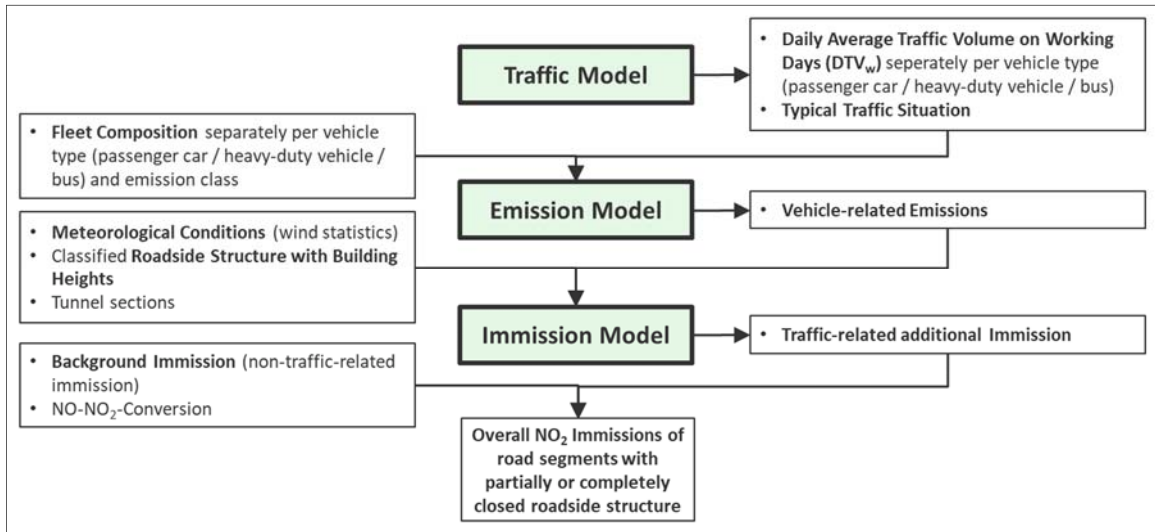 Traffic Model
• Daily Average Traffic Volume on Working
Days (DTVw) seperately per vehicle type
(passenger car / heavy-duty vehicle / bus)
• Typical Traffic Situation
• Fleet Composition separately per vehicle
type (passenger car / heavy-duty vehicle /
bus) and emission class
Emission Model
• Vehicle-related Emissions
• Meteorological Conditions (wind statistics)
• Classified Roadside Structure with Building
Heights
• Tunnel sections
Immission Model
• Traffic-related additional Immission
• Background Immission (non-traffic-related
immission)
• NO-NO₂-Conversion
Overall NO₂ Immissions of
road segments with
partially or completely
closed roadside structure